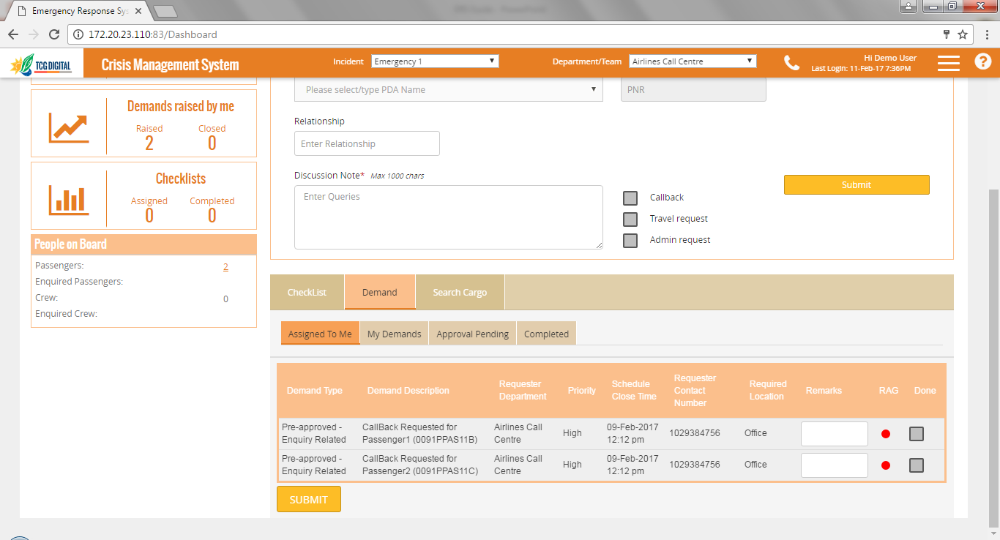 Emergency Response Sys
172.20.23.110:83/Dashboard
TCG DIGITAL
Crisis Management System
Incident
Emergency 1
Department/Team
Airlines Call Centre
Hi Demo User
Last Login: 11-Feb-17 7:36PM
?
Demands raised by me
Raised
Closed
2
0
Checklists
Assigned
Completed
0
0
People on Board
Passengers:
2
Enquired Passengers:
Crew:
0
Enquired Crew:
Please select/type PDA Name
PNR
Relationship
Enter Relationship
Discussion Note* Max 1000 chars
Enter Queries
Callback
Travel request
Admin request
Submit
CheckList
Demand
Search Cargo
Assigned To Me
My Demands
Approval Pending
Completed
Demand Type
Demand Description
Requester
Department
Priority
Schedule
Close Time
Requester
Contact
Number
Required
Location
Remarks
RAG
Done
Pre-approved -
Enquiry Related
CallBack Requested for
Passenger1 (0091PPAS11B)
Airlines Call
Centre
High
09-Feb-2017
12:12 pm
1029384756
Office
Pre-approved -
Enquiry Related
CallBack Requested for
Passenger2 (0091PPAS11C)
Airlines Call
Centre
High
09-Feb-2017
12:12 pm
1029384756
Office
SUBMIT